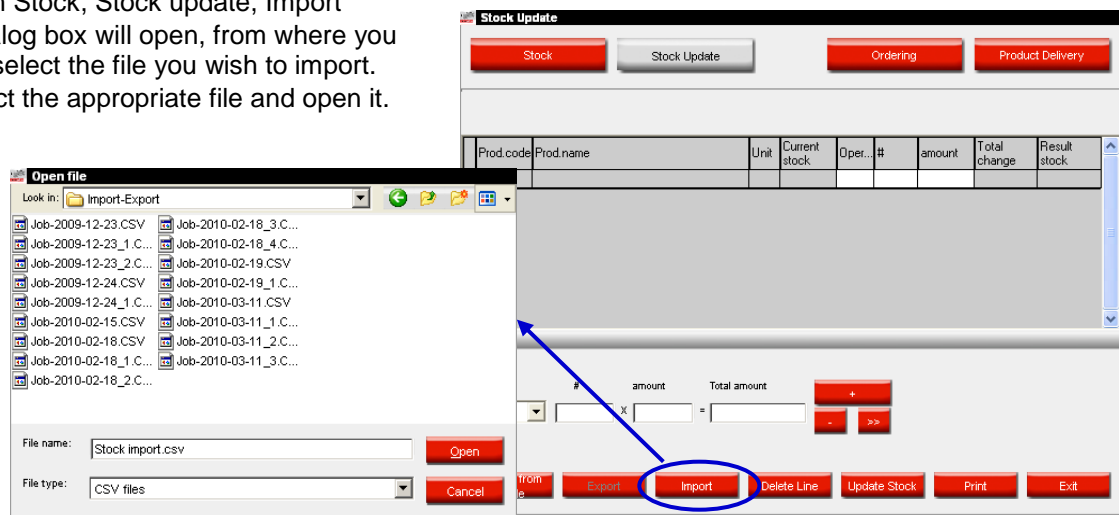 Stock, Stock update, Import
box will open, from where you
select the file you wish to import.
the appropriate file and open it.
Stock Update
Stock
Stock Update
Ordering
Product Delivery
Prod.code Prod.name Unit Current stock Oper... # amount Total change Result stock
Open file
Look in: Import-Export
Job-2009-12-23.CSV
Job-2009-12-23_1.C...
Job-2009-12-23_2.C...
Job-2009-12-24.CSV
Job-2009-12-24_1.C...
Job-2010-02-15.CSV
Job-2010-02-18.CSV
Job-2010-02-18_1.C...
Job-2010-02-18_2.C...
Job-2010-02-18_3.C...
Job-2010-02-18_4.C...
Job-2010-02-19.CSV
Job-2010-02-19_1.C...
Job-2010-03-11.CSV
Job-2010-03-11_1.C...
Job-2010-03-11_2.C...
Job-2010-03-11_3.C...
File name: Stock import.csv
Open
File type: CSV files
Cancel
# amount Total amount
X =
+
- >>
from
Export
Import
Delete Line
Update Stock
Print
Exit